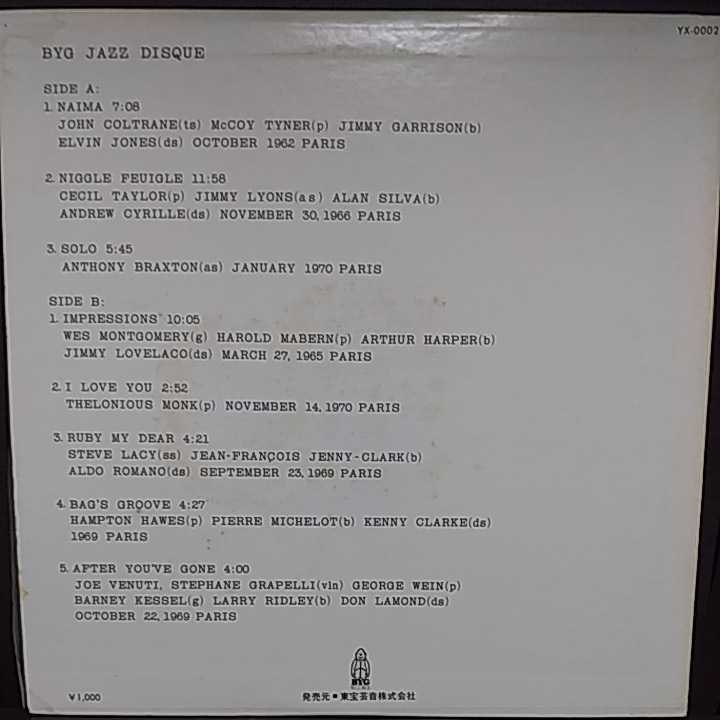 YX-0002
BYG JAZZ DISQUE
SIDE A:
1. NAIMA 7:08
JOHN COLTRANE(ts) McCOY TYNER(p) JIMMY GARRISON(b)
ELVIN JONES(ds) OCTOBER 1962 PARIS
2. NIGGLE FEUIGLE 11:58
CECIL TAYLOR(p) JIMMY LYONS(as) ALAN SILVA(b)
ANDREW CYRILLE(ds) NOVEMBER 30, 1966 PARIS
3. SOLO 5:45
ANTHONY BRAXTON(as) JANUARY 1970 PARIS
SIDE B:
1. IMPRESSIONS 10:05
WES MONTGOMERY(g) HAROLD MABERN(p) ARTHUR HARPER(b)
JIMMY LOVELACO(ds) MARCH 27, 1965 PARIS
2. I LOVE YOU 2:52
THELONIOUS MONK(p) NOVEMBER 14, 1970 PARIS
3. RUBY MY DEAR 4:21
STEVE LACY(ss) JEAN-FRANÇOIS JENNY-CLARK(b)
ALDO ROMANO(ds) SEPTEMBER 23, 1969 PARIS
4. BAG'S GROOVE 4:27
HAMPTON HAWES(p) PIERRE MICHELOT(b) KENNY CLARKE(ds)
1969 PARIS
5. AFTER YOU'VE GONE 4:00
JOE VENUTI, STEPHANE GRAPELLI(vln) GEORGE WEIN(p)
BARNEY KESSEL(g) LARRY RIDLEY(b) DON LAMOND(ds)
OCTOBER 22, 1969 PARIS
BYG
¥1,000
発売元■東宝芸音株式会社